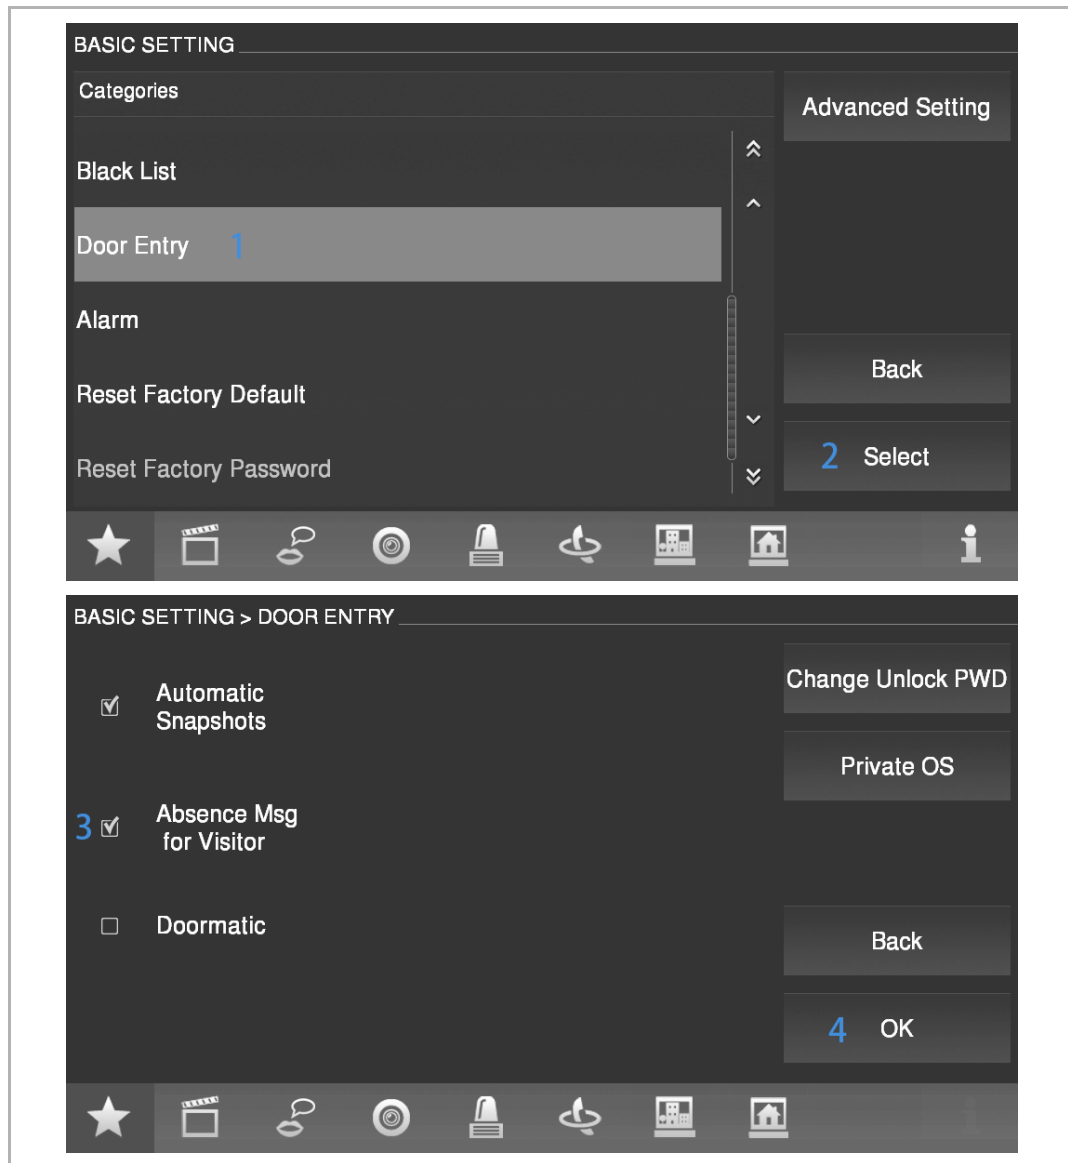 BASIC SETTING
Categories
Advanced Setting
Black List
Door Entry 1
Alarm
Back
Reset Factory Default
2 Select
Reset Factory Password
BASIC SETTING > DOOR ENTRY
Change Unlock PWD
Automatic
Snapshots
Private OS
3 Absence Msg
for Visitor
Doormatic
Back
4 OK